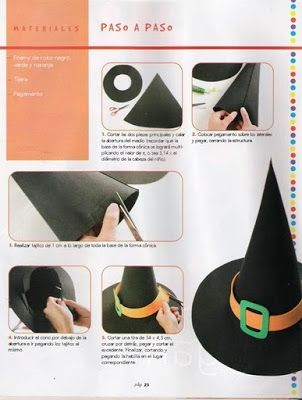 MATERIALES
PASO A PASO
Foamy de color negro,
verde y naranja
Tijera
Pegamento
1. Cortar las dos piezas principales y calar
la abertura del medio (recordar que la
base de la forma cónica se logrará multi-
plicando el valor de π, o sea 3,14 x el
diámetro de la cabeza del niño).
2. Colocar pegamento sobre los laterales
y pegar, cerrando la estructura.
3. Realizar tajitos de 1 cm a lo largo de toda la base de la forma cónica.
4. Introducir el cono por debajo de la
abertura e ir pegando los tajitos al
mismo.
5. Cortar una tira de 54 x 4,5 cm,
cruzar por detrás, pegar y cortar el
excedente. Finalizar, cortando y
pegando la hebilla en el lugar
correspondiente.
pág 23